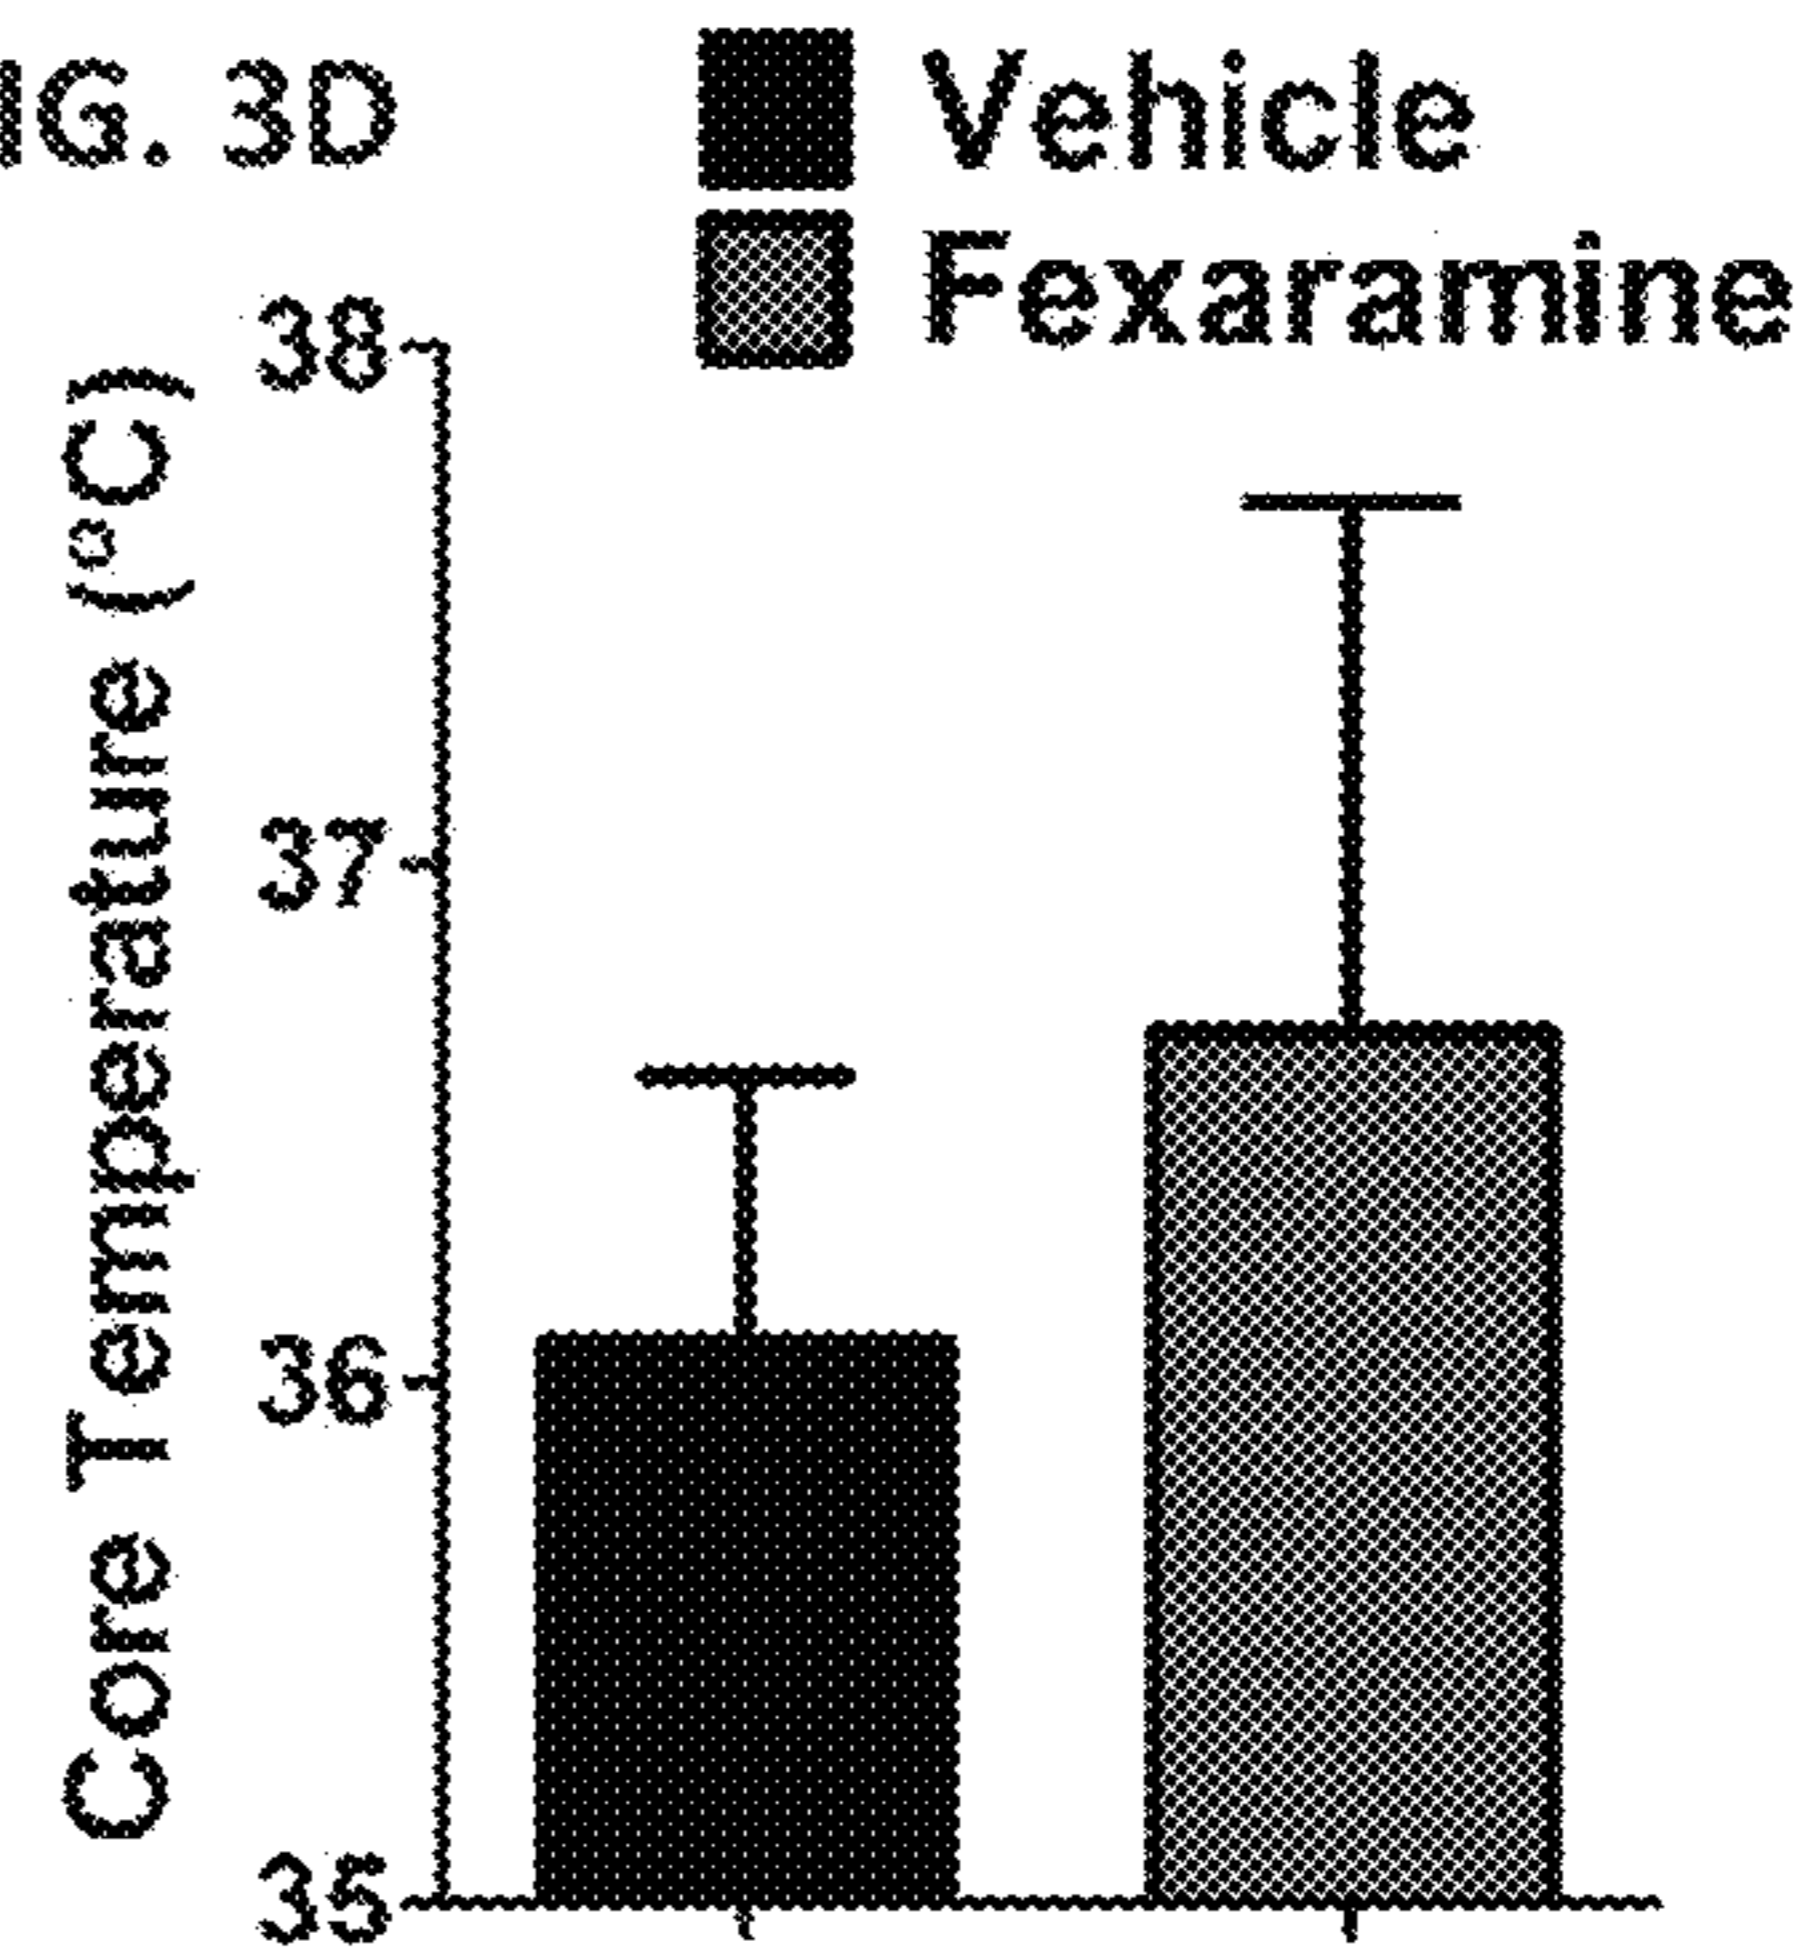 IG. 3D
Vehicle
Fexaramine
Core Temperature (°C)
38
37
36
35